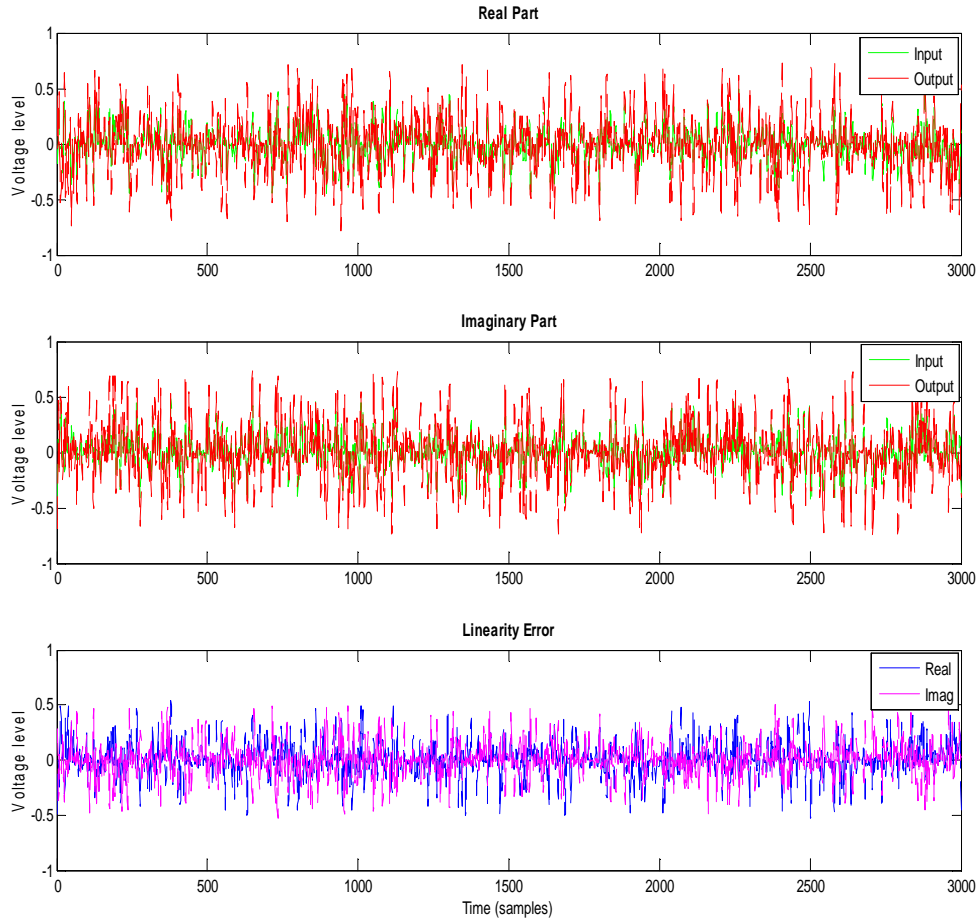 Real Part
1
0.5
0
-0.5
-1
Voltage level
Input
Output
0 500 1000 1500 2000 2500 3000
Imaginary Part
1
0.5
0
-0.5
-1
Voltage level
Input
Output
0 500 1000 1500 2000 2500 3000
Linearity Error
1
0.5
0
-0.5
-1
Voltage level
Real
Imag
0 500 1000 1500 2000 2500 3000
Time (samples)